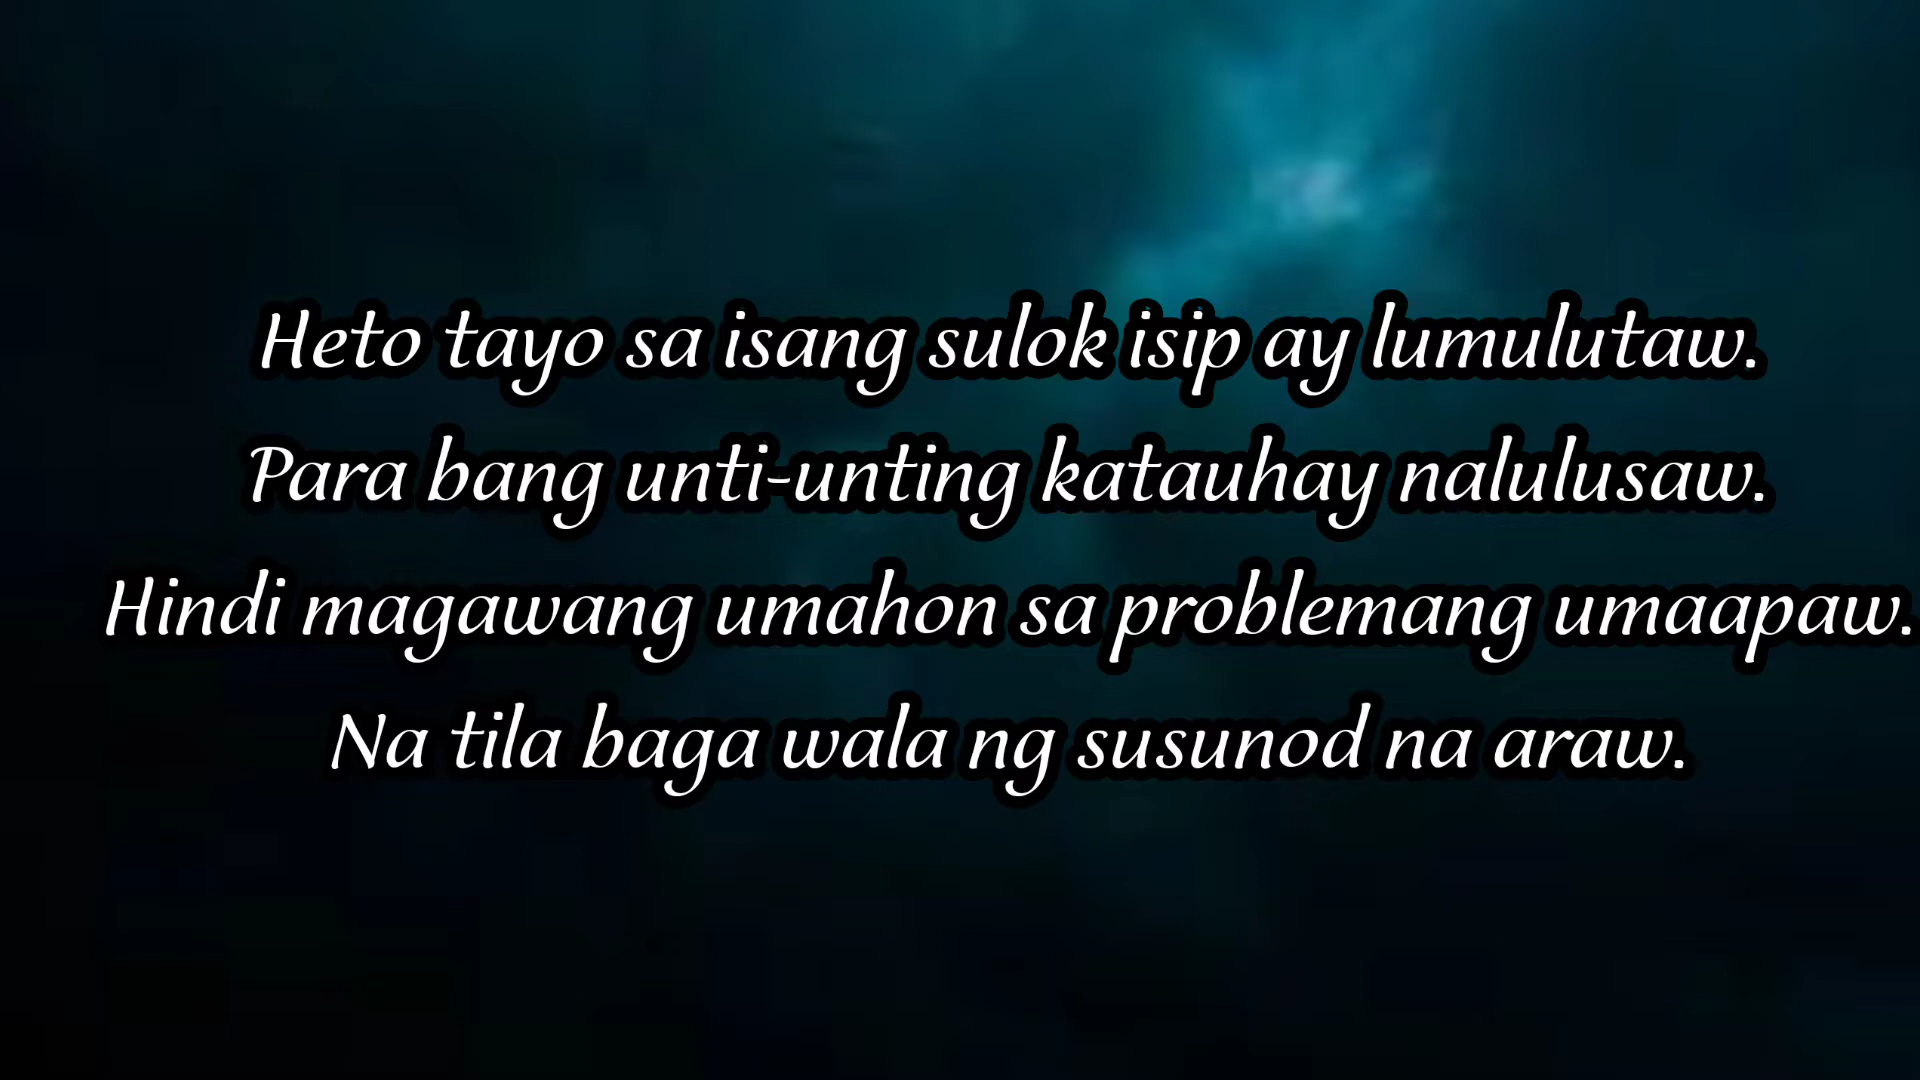 Heto tayo sa isang sulok isip ay lumulutaw.
Para bang unti-unting katauhay nalulusaw.
Hindi magawang umahon sa problemang umaapaw.
Na tila baga wala ng susunod na araw.